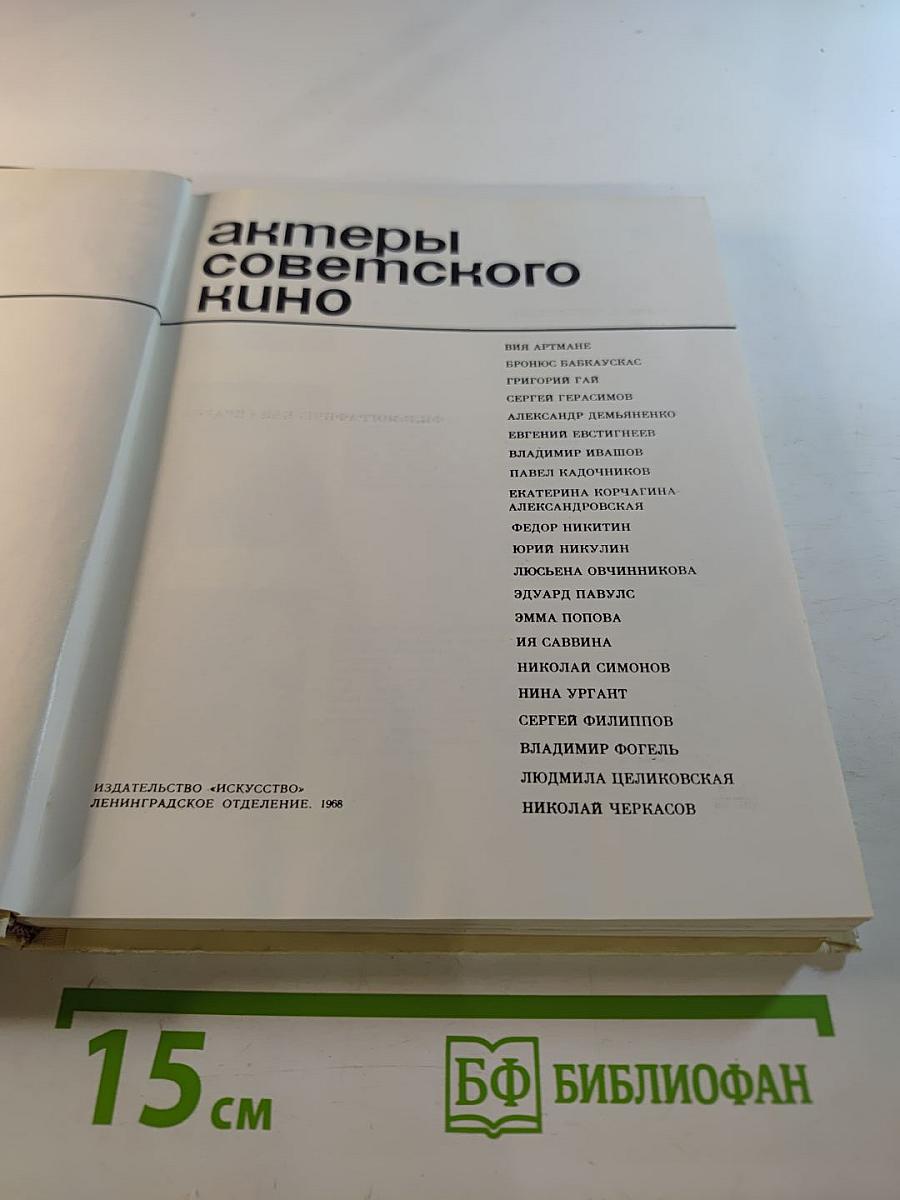 актеры
советского
кино
ВИЯ АРТМАНЕ
БРОНЮС БАБКАУСКАС
ГРИГОРИЙ ГАЙ
СЕРГЕЙ ГЕРАСИМОВ
АЛЕКСАНДР ДЕМЬЯНЕНКО
ЕВГЕНИЙ ЕВСТИГНЕЕВ
ВЛАДИМИР ИВАШОВ
ПАВЕЛ КАДОЧНИКОВ
ЕКАТЕРИНА КОРЧАГИНА-
АЛЕКСАНДРОВСКАЯ
ФЕДОР НИКИТИН
ЮРИЙ НИКУЛИН
ЛЮСЬЕНА ОВЧИННИКОВА
ЭДУАРД ПАВУЛС
ЭММА ПОПОВА
ИЯ САВВИНА
НИКОЛАЙ СИМОНОВ
НИНА УРГАНТ
СЕРГЕЙ ФИЛИППОВ
ВЛАДИМИР ФОГЕЛЬ
ЛЮДМИЛА ЦЕЛИКОВСКАЯ
НИКОЛАЙ ЧЕРКАСОВ
ИЗДАТЕЛЬСТВО «ИСКУССТВО»
ЛЕНИНГРАДСКОЕ ОТДЕЛЕНИЕ. 1968
15 см
БФ БИБЛИОФАН